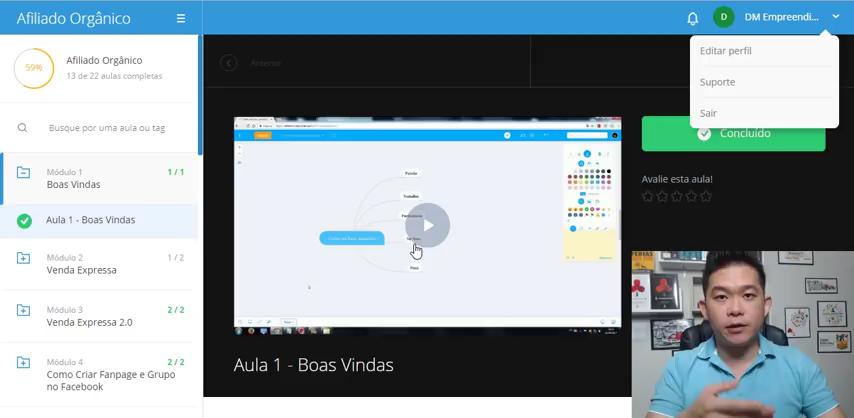 Afiliado Orgânico
D
DM Empreendi...
Editar perfil
Suporte
Sair
59%
Afiliado Orgânico
13 de 22 aulas completas
Anterior
Busque por uma aula ou tag
Concluído
Avalie esta aula!
Módulo 1
1 / 1
Boas Vindas
Aula 1 - Boas Vindas
Módulo 2
1 / 2
Venda Expressa
Módulo 3
2 / 2
Venda Expressa 2.0
Módulo 4
2 / 2
Como Criar Fanpage e Grupo
no Facebook
Paixão
Trabalho
Aula 1 - Boas Vindas